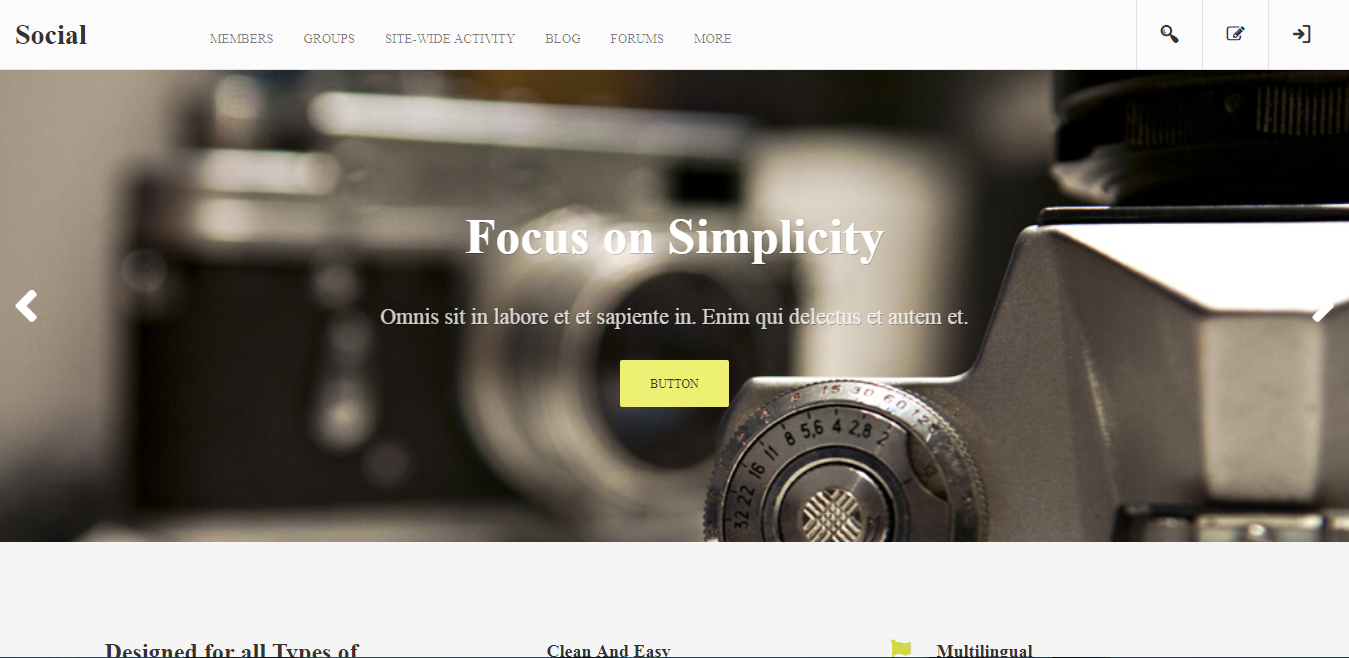 Social
MEMBERS GROUPS SITE-WIDE ACTIVITY BLOG FORUMS MORE
Focus on Simplicity
Omnis sit in labore et et sapiente in. Enim qui delectus et autem et.
BUTTON
8 15 30 60 125
32 22 16 11 8 5,6 4 2,8 2
Designed for all Types of
Clean And Easy
Multilingual